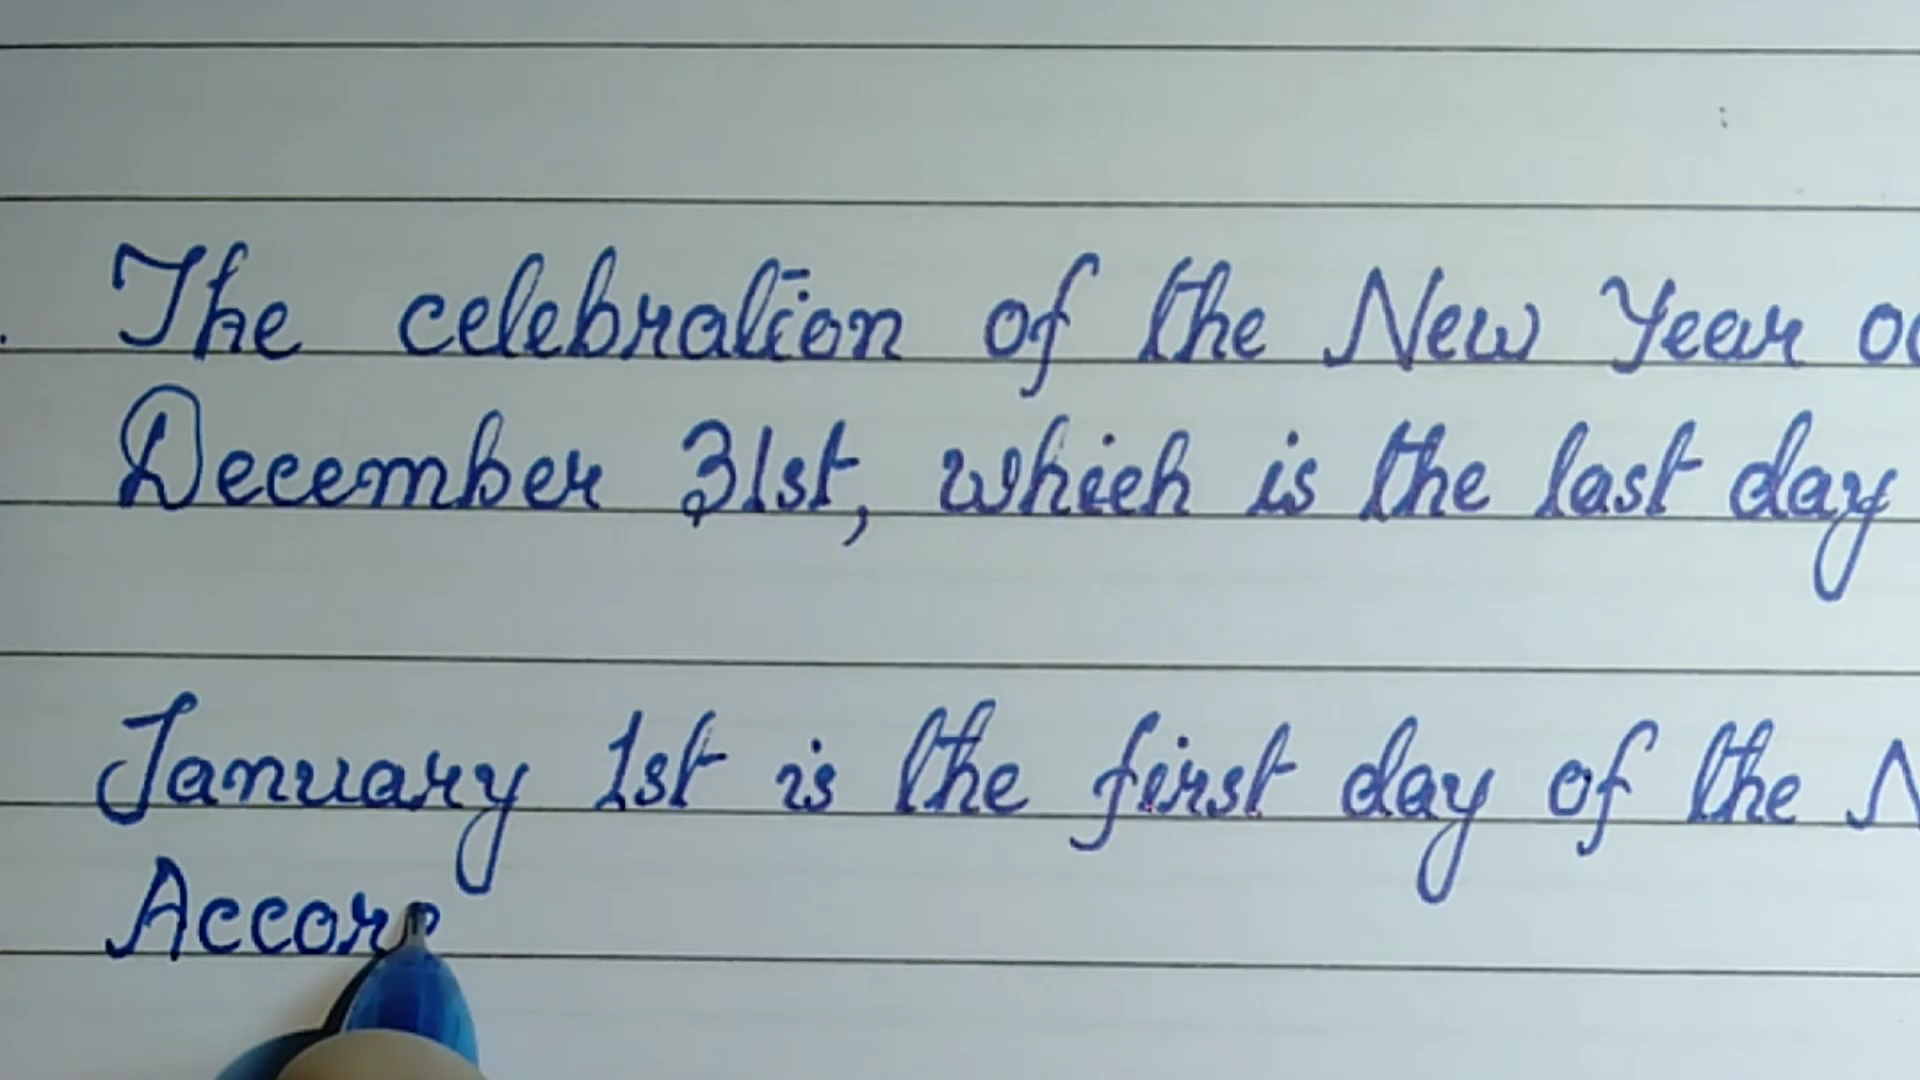 . The celebration of the New Year oc
December 31st, which is the last day
January 1st is the first day of the N
Accor